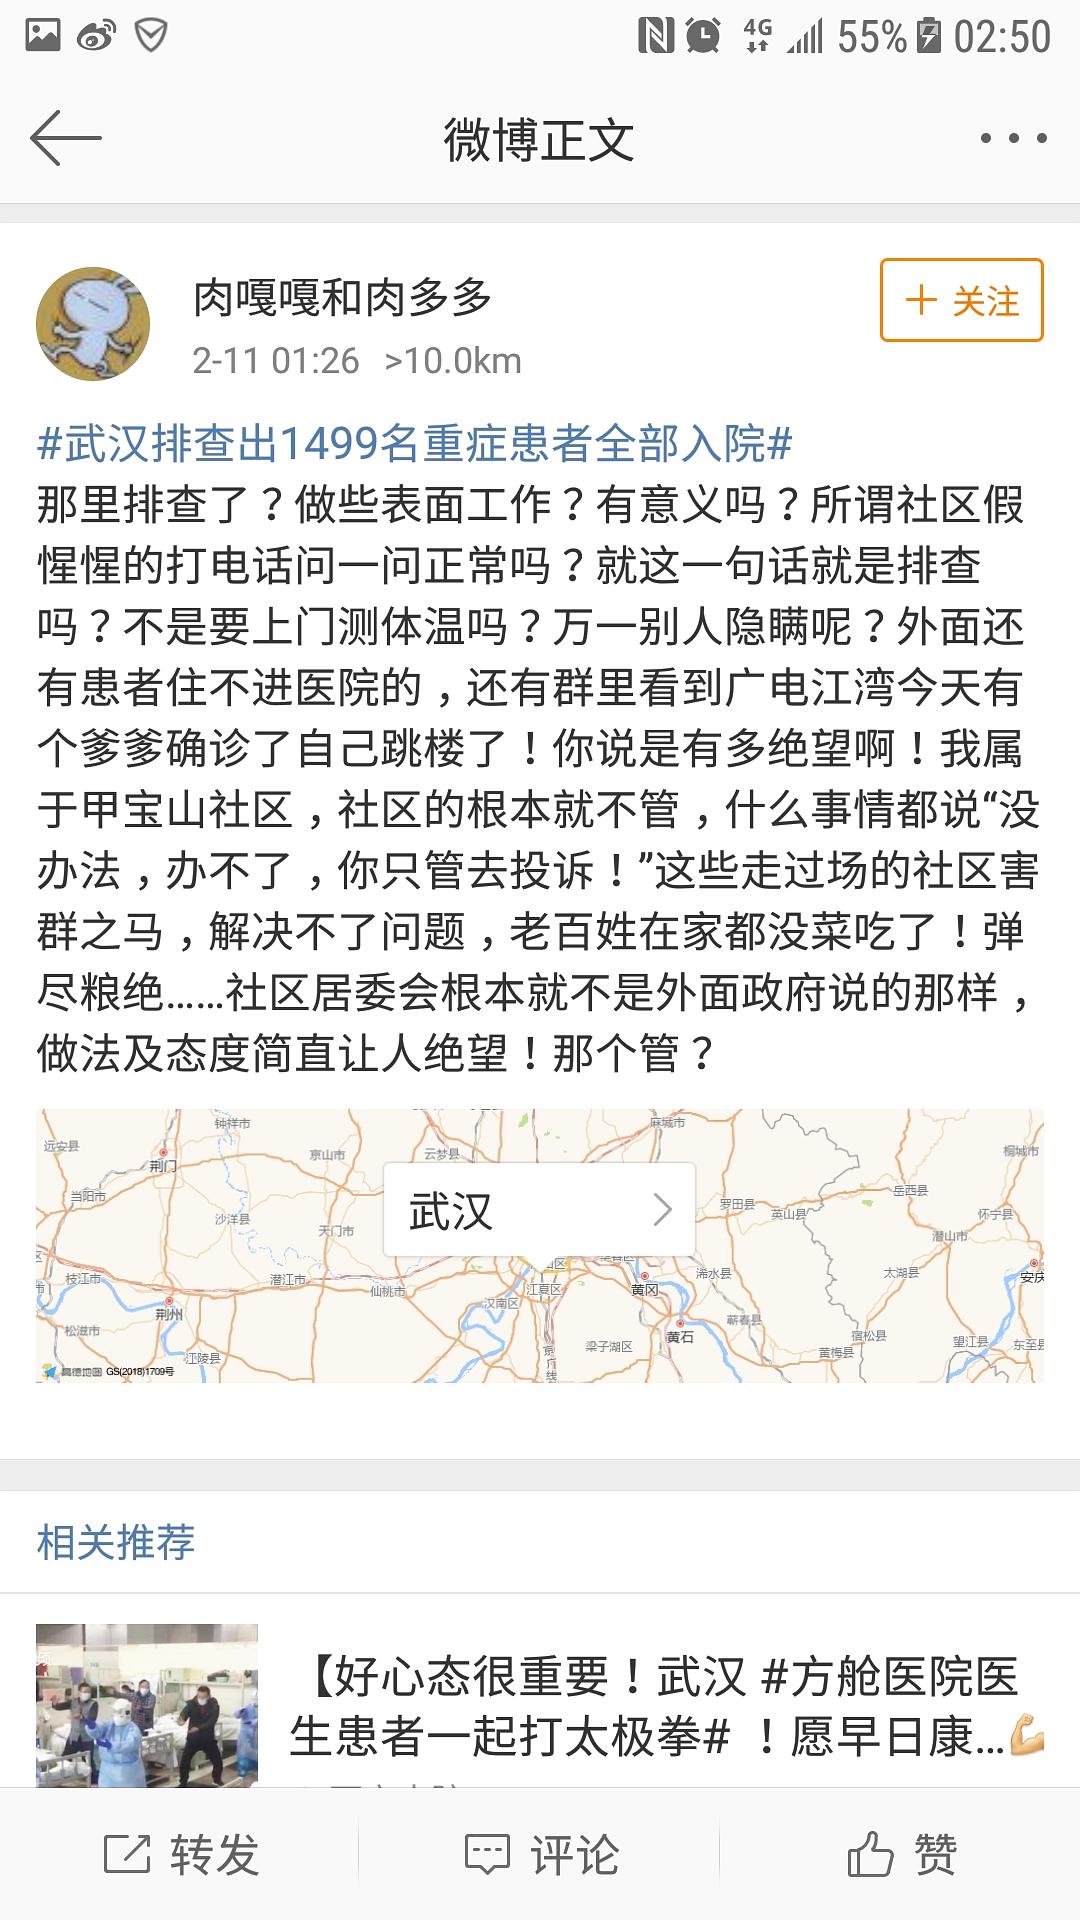 4G 55% 02:50
微博正文
肉嘎嘎和肉多多
+ 关注
2-11 01:26 >10.0km
#武汉排查出1499名重症患者全部入院#
那里排查了？做些表面工作？有意义吗？所谓社区假
惺惺的打电话问一问正常吗？就这一句话就是排查
吗？不是要上门测体温吗？万一别人隐瞒呢？外面还
有患者住不进医院的，还有群里看到广电江湾今天有
个爹爹确诊了自己跳楼了！你说是有多绝望啊！我属
于甲宝山社区，社区的根本就不管，什么事情都说“没
办法，办不了，你只管去投诉！”这些走过场的社区害
群之马，解决不了问题，老百姓在家都没菜吃了！弹
尽粮绝……社区居委会根本就不是外面政府说的那样，
做法及态度简直让人绝望！那个管？
钟祥市
麻城市
远安县
荆门
京山市
云梦县
桐城市
当阳市
武汉
罗田县
英山县
岳西县
怀宁县
沙洋县
天门市
潜山市
枝江市
潜江市
仙桃市
江夏区
黄冈
浠水县
太湖县
安庆
荆州
汉南区
松滋市
黄石
蕲春县
梁子湖区
宿松县
望江县
东至县
江陵县
京广线
黄梅县
高德地图 GS(2018)1709号
相关推荐
【好心态很重要！武汉 #方舱医院医
生患者一起打太极拳# ！愿早日康...
转发
评论
赞